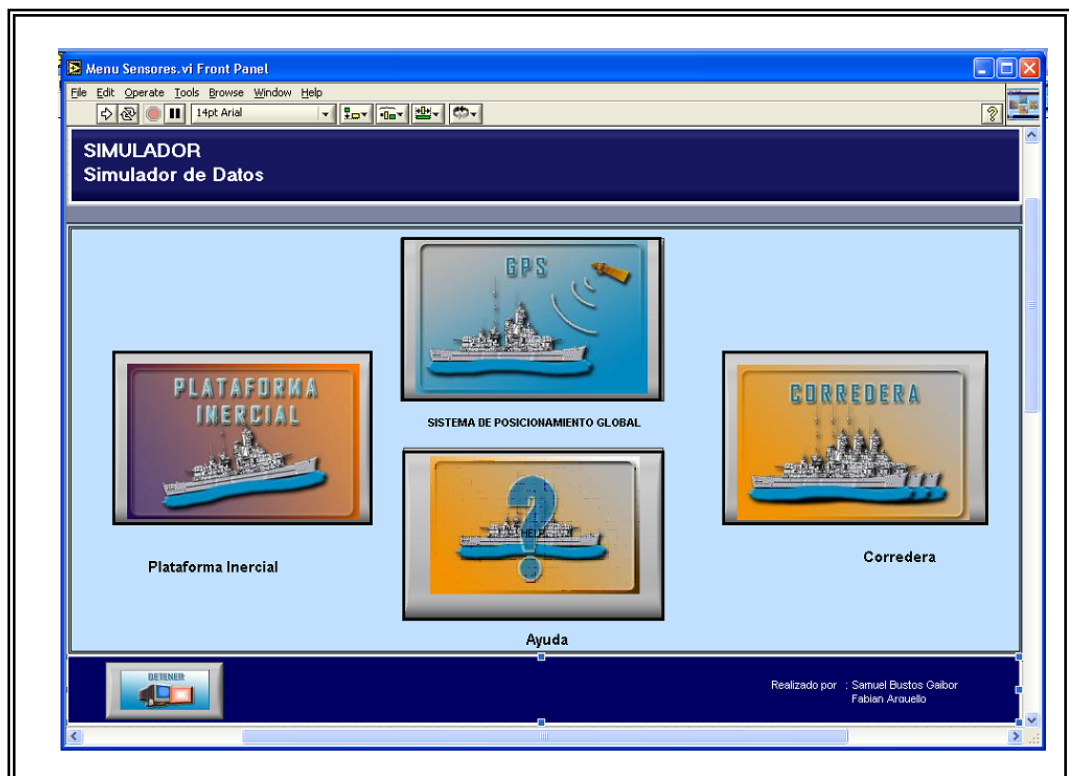 Menu Sensores.vi Front Panel
File Edit Operate Tools Browse Window Help
14pt Arial
?
SIMULADOR
Simulador de Datos
GPS
SISTEMA DE POSICIONAMIENTO GLOBAL
PLATAFORMA
INERCIAL
Plataforma Inercial
CORREDERA
Corredera
?
HELP
Ayuda
DETENER
Realizado por : Samuel Bustos Gaibor
Fabian Arguello